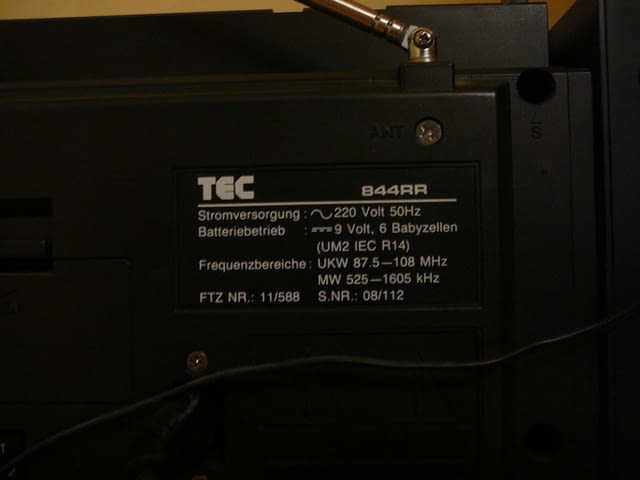 ANT
TEC 844RR
Stromversorgung : 220 Volt 50Hz
Batteriebetrieb : 9 Volt, 6 Babyzellen
(UM2 IEC R14)
Frequenzbereiche : UKW 87.5—108 MHz
MW 525—1605 kHz
FTZ NR.: 11/588 S.NR.: 08/112